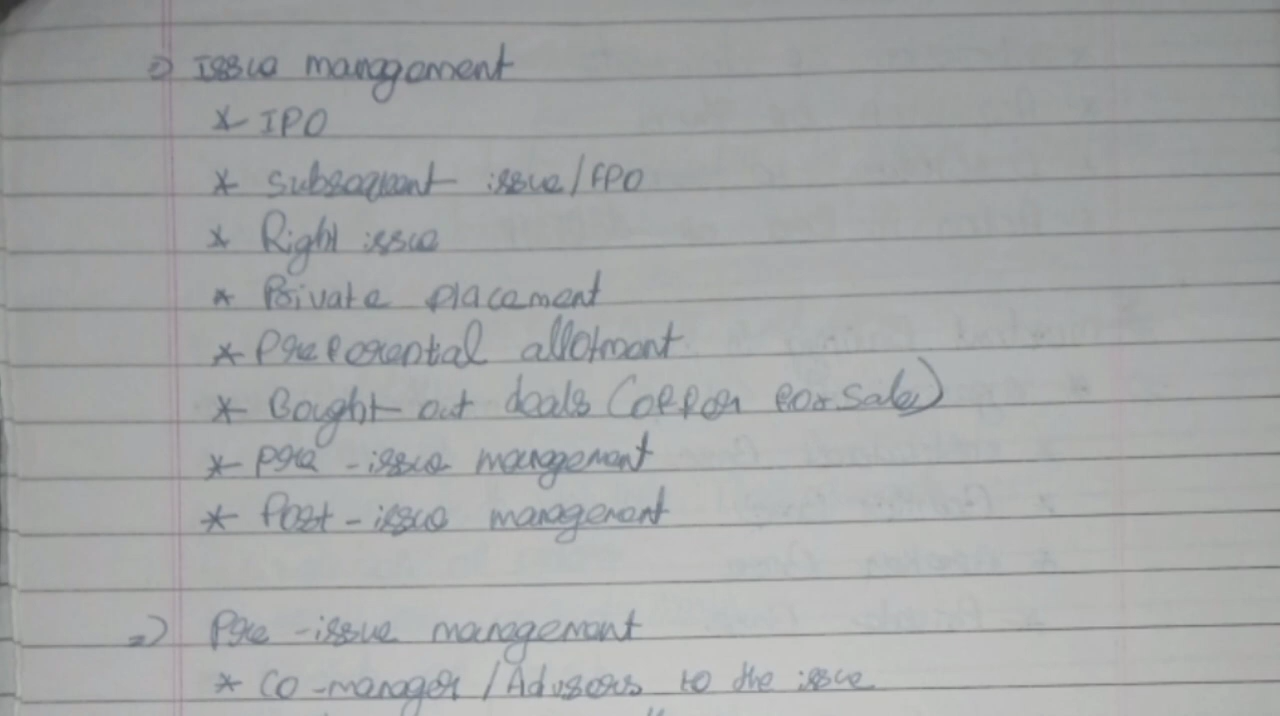 =) Issue management
* IPO
* Subsequent issue/FPO
* Right issue
* Private placement
* Preferential allotment
* Bought out deals (offer for sale)
* Pre-issue management
* Post-issue management
=) Pre-issue management
* Co-manager/Advisors to the issue